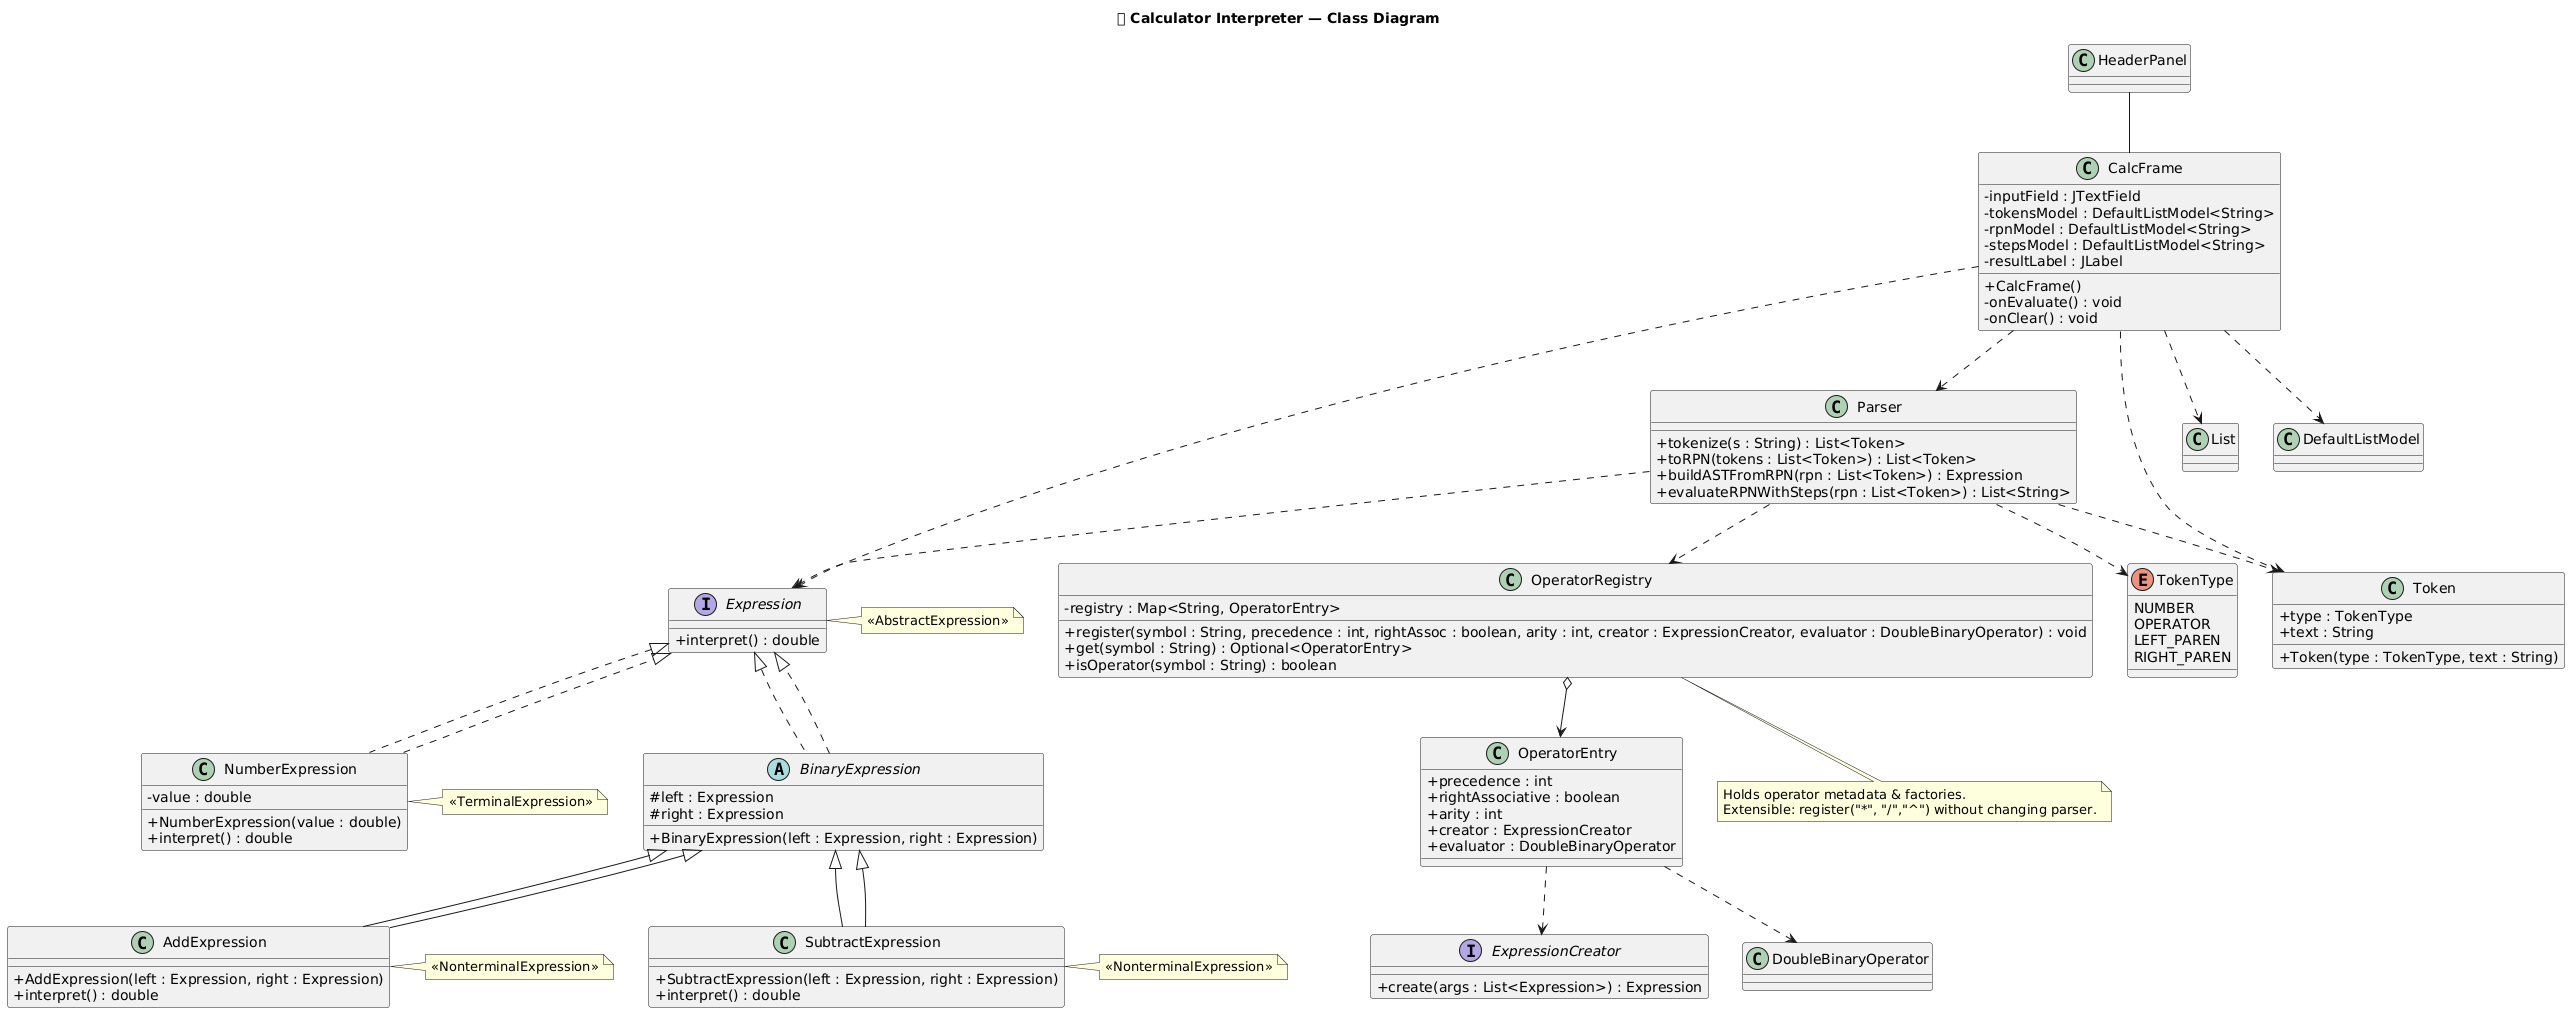 Calculator Interpreter — Class Diagram
C HeaderPanel
C CalcFrame
-inputField : JTextField
-tokensModel : DefaultListModel<String>
-rpnModel : DefaultListModel<String>
-stepsModel : DefaultListModel<String>
-resultLabel : JLabel
+CalcFrame()
-onEvaluate() : void
-onClear() : void
C Parser
+tokenize(s : String) : List<Token>
+toRPN(tokens : List<Token>) : List<Token>
+buildASTFromRPN(rpn : List<Token>) : Expression
+evaluateRPNWithSteps(rpn : List<Token>) : List<String>
C List
C DefaultListModel
I Expression
+interpret() : double
«AbstractExpression»
C OperatorRegistry
-registry : Map<String, OperatorEntry>
+register(symbol : String, precedence : int, rightAssoc : boolean, arity : int, creator : ExpressionCreator, evaluator : DoubleBinaryOperator) : void
+get(symbol : String) : Optional<OperatorEntry>
+isOperator(symbol : String) : boolean
E TokenType
NUMBER
OPERATOR
LEFT_PAREN
RIGHT_PAREN
C Token
+type : TokenType
+text : String
+Token(type : TokenType, text : String)
C NumberExpression
-value : double
+NumberExpression(value : double)
+interpret() : double
«TerminalExpression»
A BinaryExpression
#left : Expression
#right : Expression
+BinaryExpression(left : Expression, right : Expression)
C OperatorEntry
+precedence : int
+rightAssociative : boolean
+arity : int
+creator : ExpressionCreator
+evaluator : DoubleBinaryOperator
Holds operator metadata & factories.
Extensible: register("*", "/","^") without changing parser.
C AddExpression
+AddExpression(left : Expression, right : Expression)
+interpret() : double
«NonterminalExpression»
C SubtractExpression
+SubtractExpression(left : Expression, right : Expression)
+interpret() : double
«NonterminalExpression»
I ExpressionCreator
+create(args : List<Expression>) : Expression
C DoubleBinaryOperator